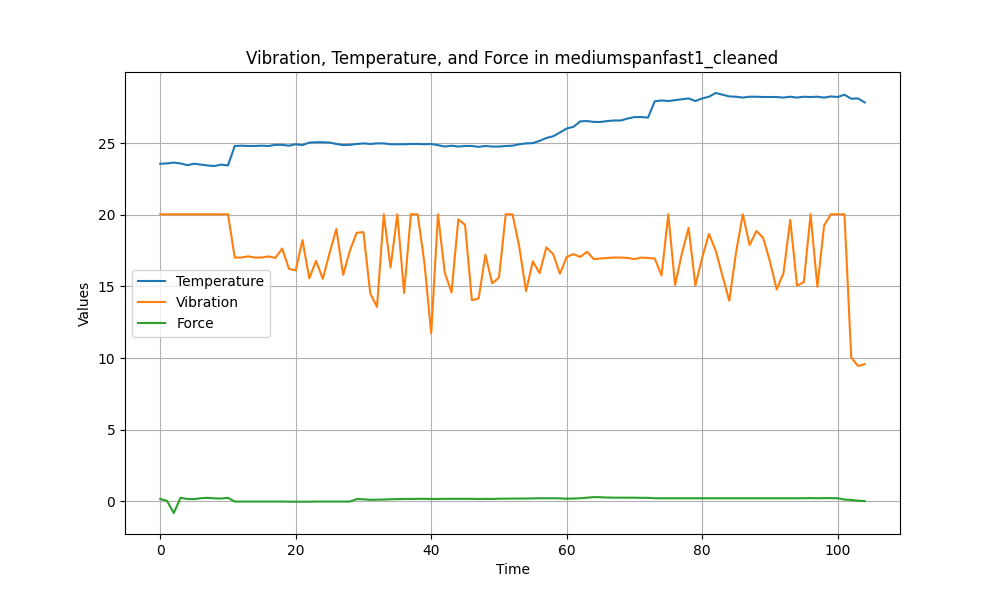 Vibration, Temperature, and Force in mediumspanfast1_cleaned
Values
25
20
15
10
5
0
Temperature
Vibration
Force
0 20 40 60 80 100
Time